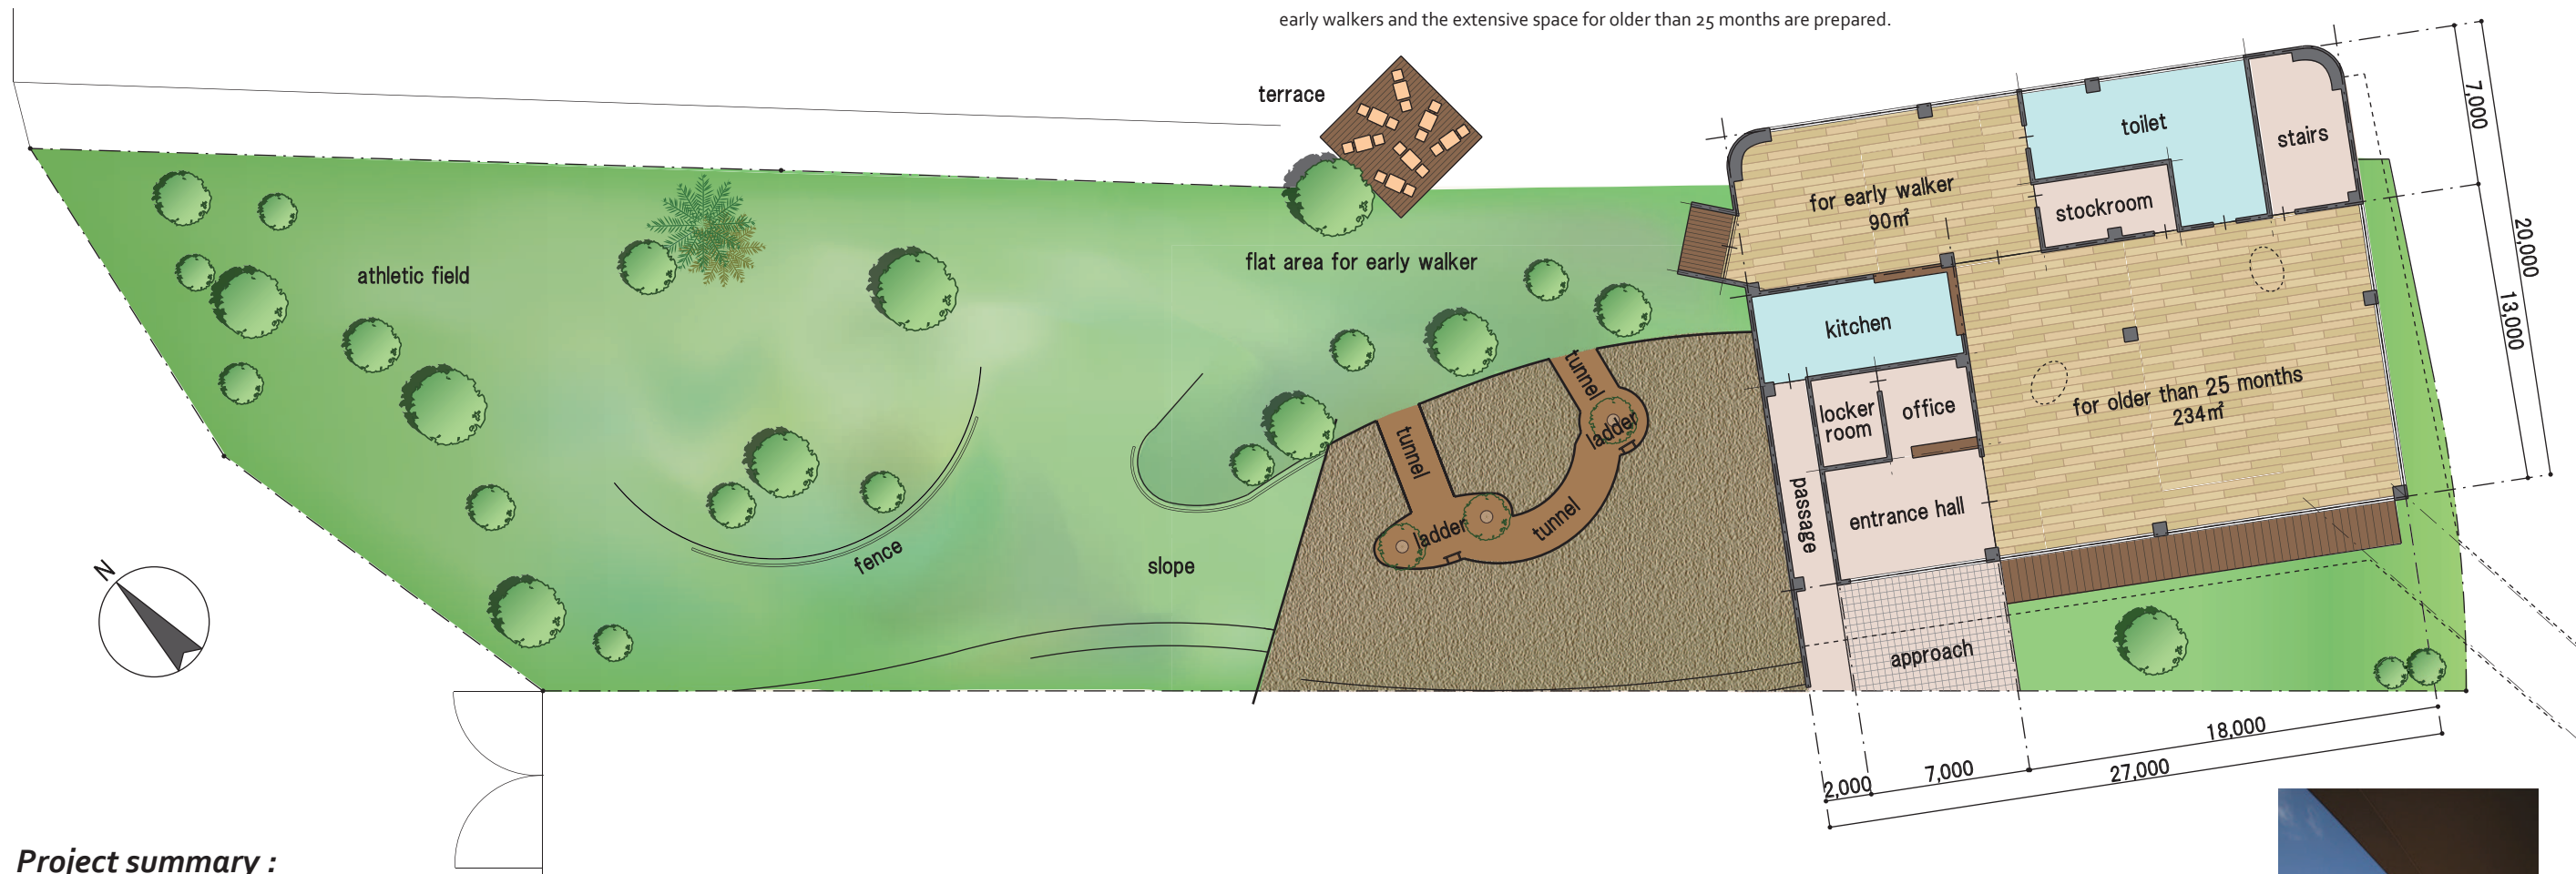 early walkers and the extensive space for older than 25 months are prepared.
terrace
athletic field
flat area for early walker
fence
slope
tunnel
tunnel
tunnel
ladder
ladder
for early walker
90㎡
toilet
stairs
stockroom
kitchen
locker
room
office
for older than 25 months
234㎡
passage
entrance hall
approach
7,000
20,000
13,000
18,000
7,000
2,000
27,000
N
Project summary :